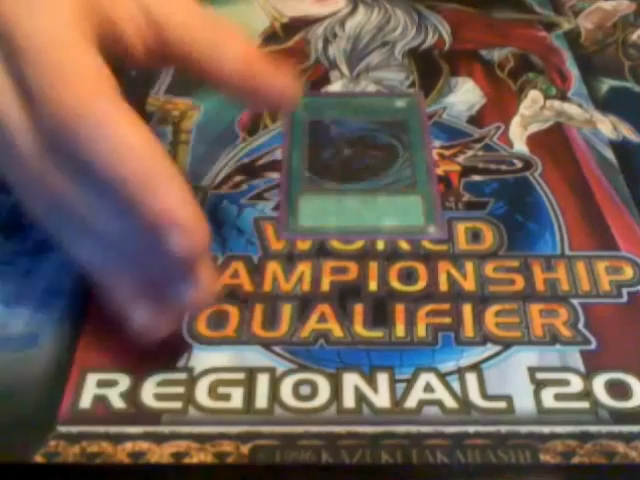 WORLD
CHAMPIONSHIP
QUALIFIER
REGIONAL 20
©1996 KAZUKI TAKAHASHI